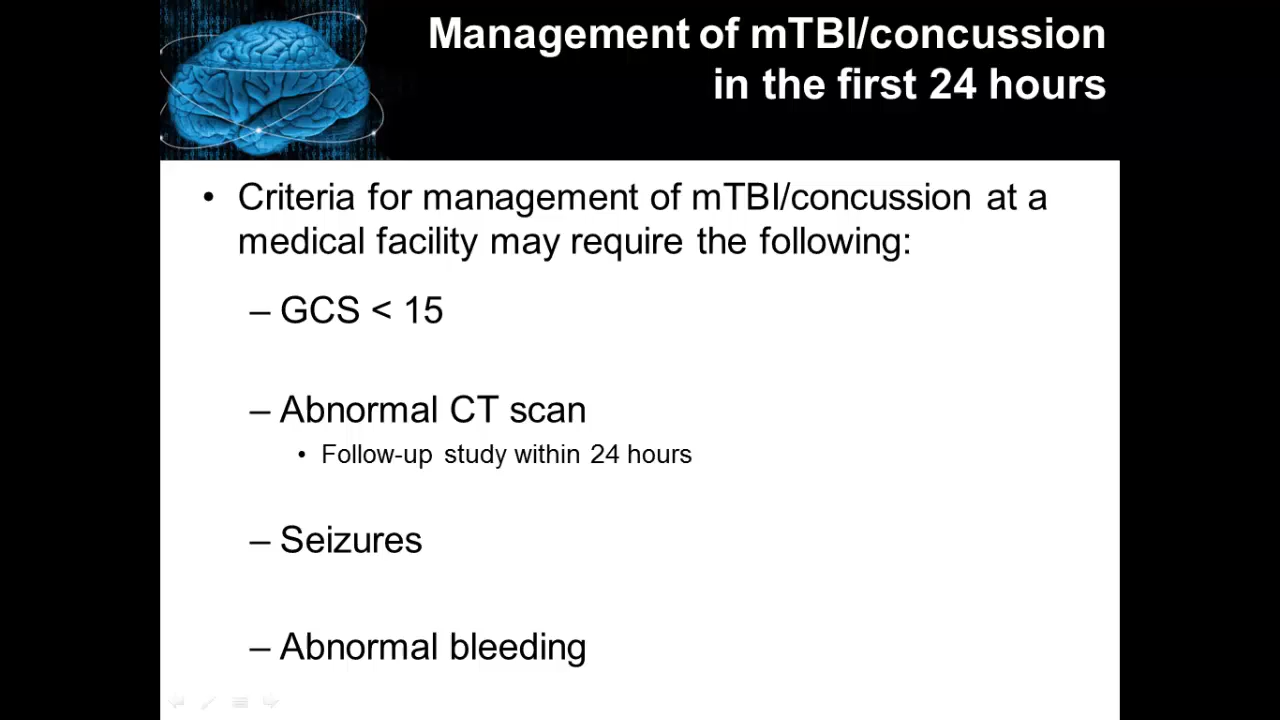 Management of mTBI/concussion
in the first 24 hours
• Criteria for management of mTBI/concussion at a
medical facility may require the following:
– GCS < 15
– Abnormal CT scan
• Follow-up study within 24 hours
– Seizures
– Abnormal bleeding